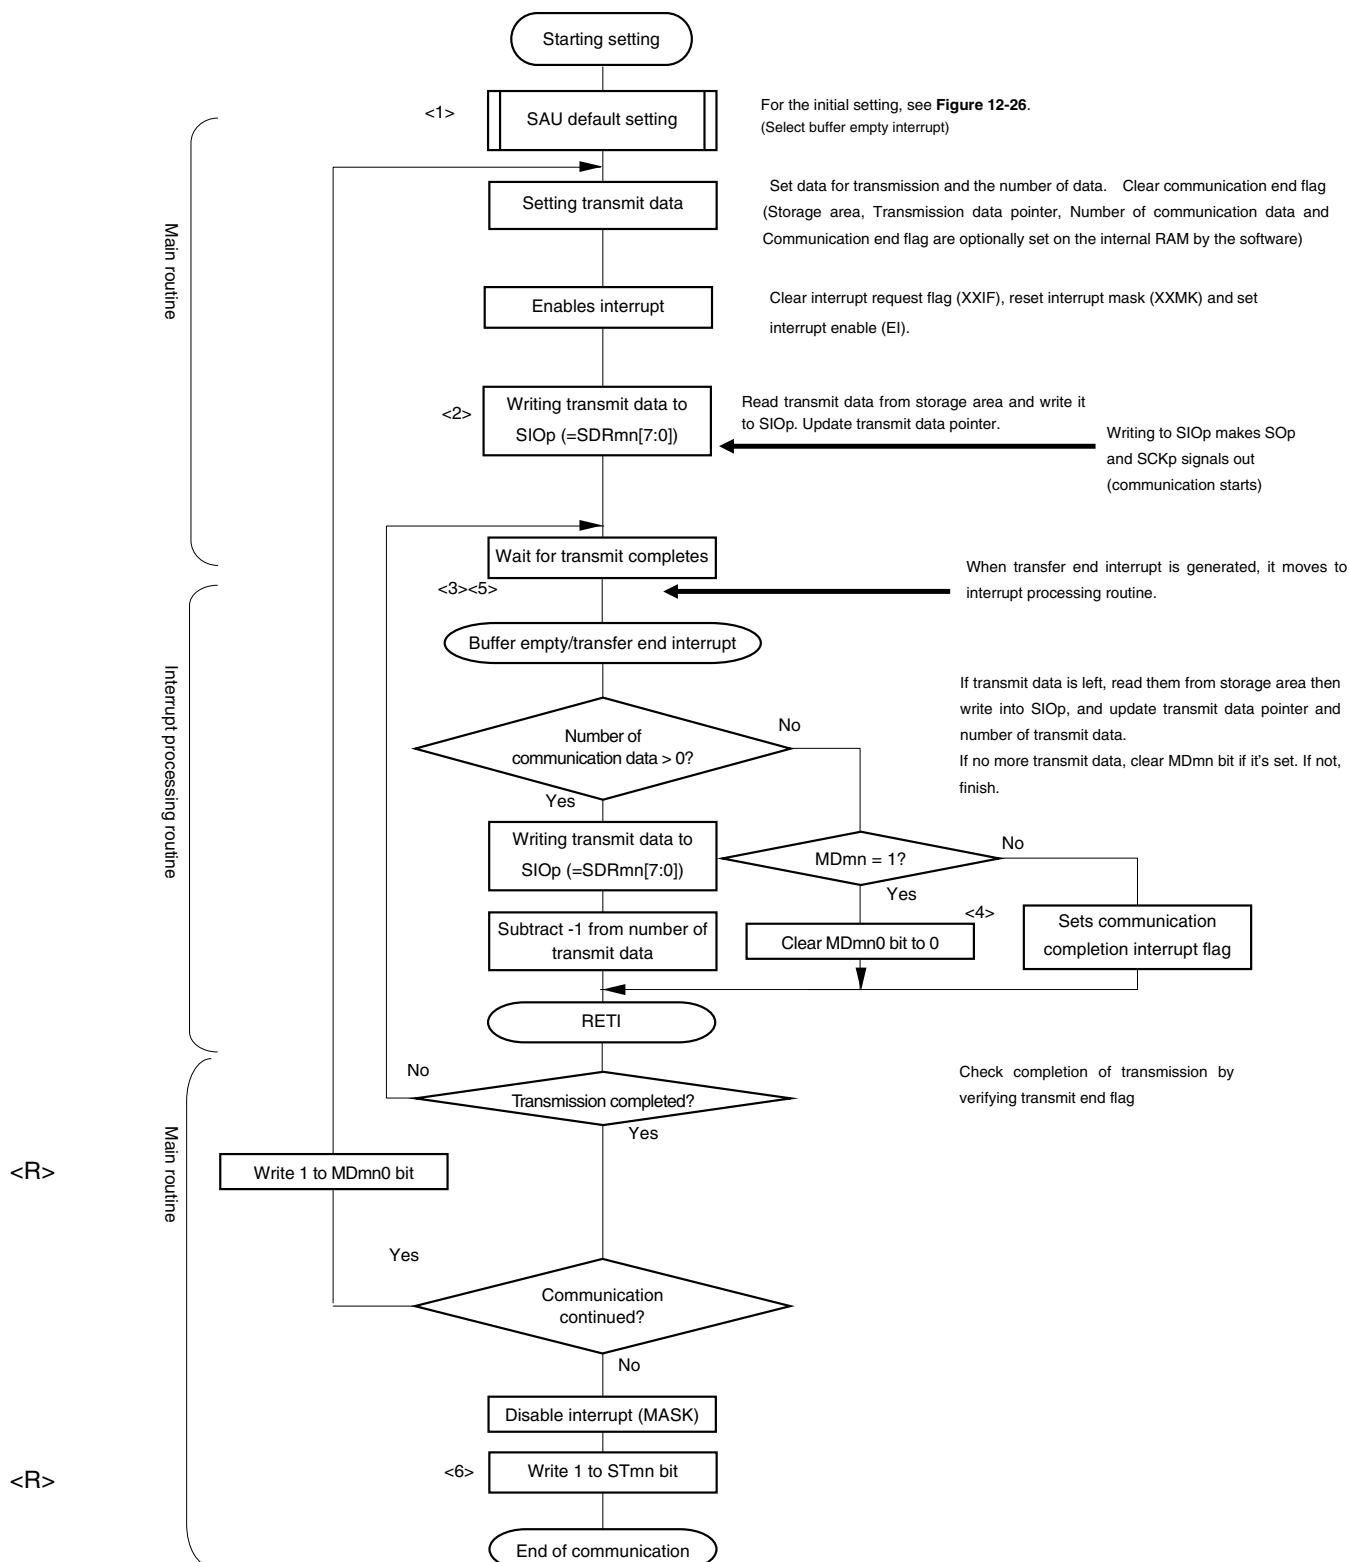 Starting setting
<1>
SAU default setting
For the initial setting, see Figure 12-26.
(Select buffer empty interrupt)
Main routine
Setting transmit data
Set data for transmission and the number of data. Clear communication end flag
(Storage area, Transmission data pointer, Number of communication data and
Communication end flag are optionally set on the internal RAM by the software)
Enables interrupt
Clear interrupt request flag (XXIF), reset interrupt mask (XXMK) and set
interrupt enable (EI).
<2>
Writing transmit data to
SIOp (=SDRmn[7:0])
Read transmit data from storage area and write it
to SIOp. Update transmit data pointer.
Writing to SIOp makes SOp
and SCKp signals out
(communication starts)
Wait for transmit completes
<3><5>
When transfer end interrupt is generated, it moves to
interrupt processing routine.
Interrupt processing routine
Buffer empty/transfer end interrupt
Number of
communication data > 0?
No
Yes
If transmit data is left, read them from storage area then
write into SIOp, and update transmit data pointer and
number of transmit data.
If no more transmit data, clear MDmn bit if it's set. If not,
finish.
Writing transmit data to
SIOp (=SDRmn[7:0])
MDmn = 1?
No
Yes
Subtract -1 from number of
transmit data
<4>
Clear MDmn0 bit to 0
Sets communication
completion interrupt flag
RETI
No
Transmission completed?
Yes
Check completion of transmission by
verifying transmit end flag
Main routine
<R>
Write 1 to MDmn0 bit
Yes
Communication
continued?
No
Disable interrupt (MASK)
<R>
<6>
Write 1 to STmn bit
End of communication